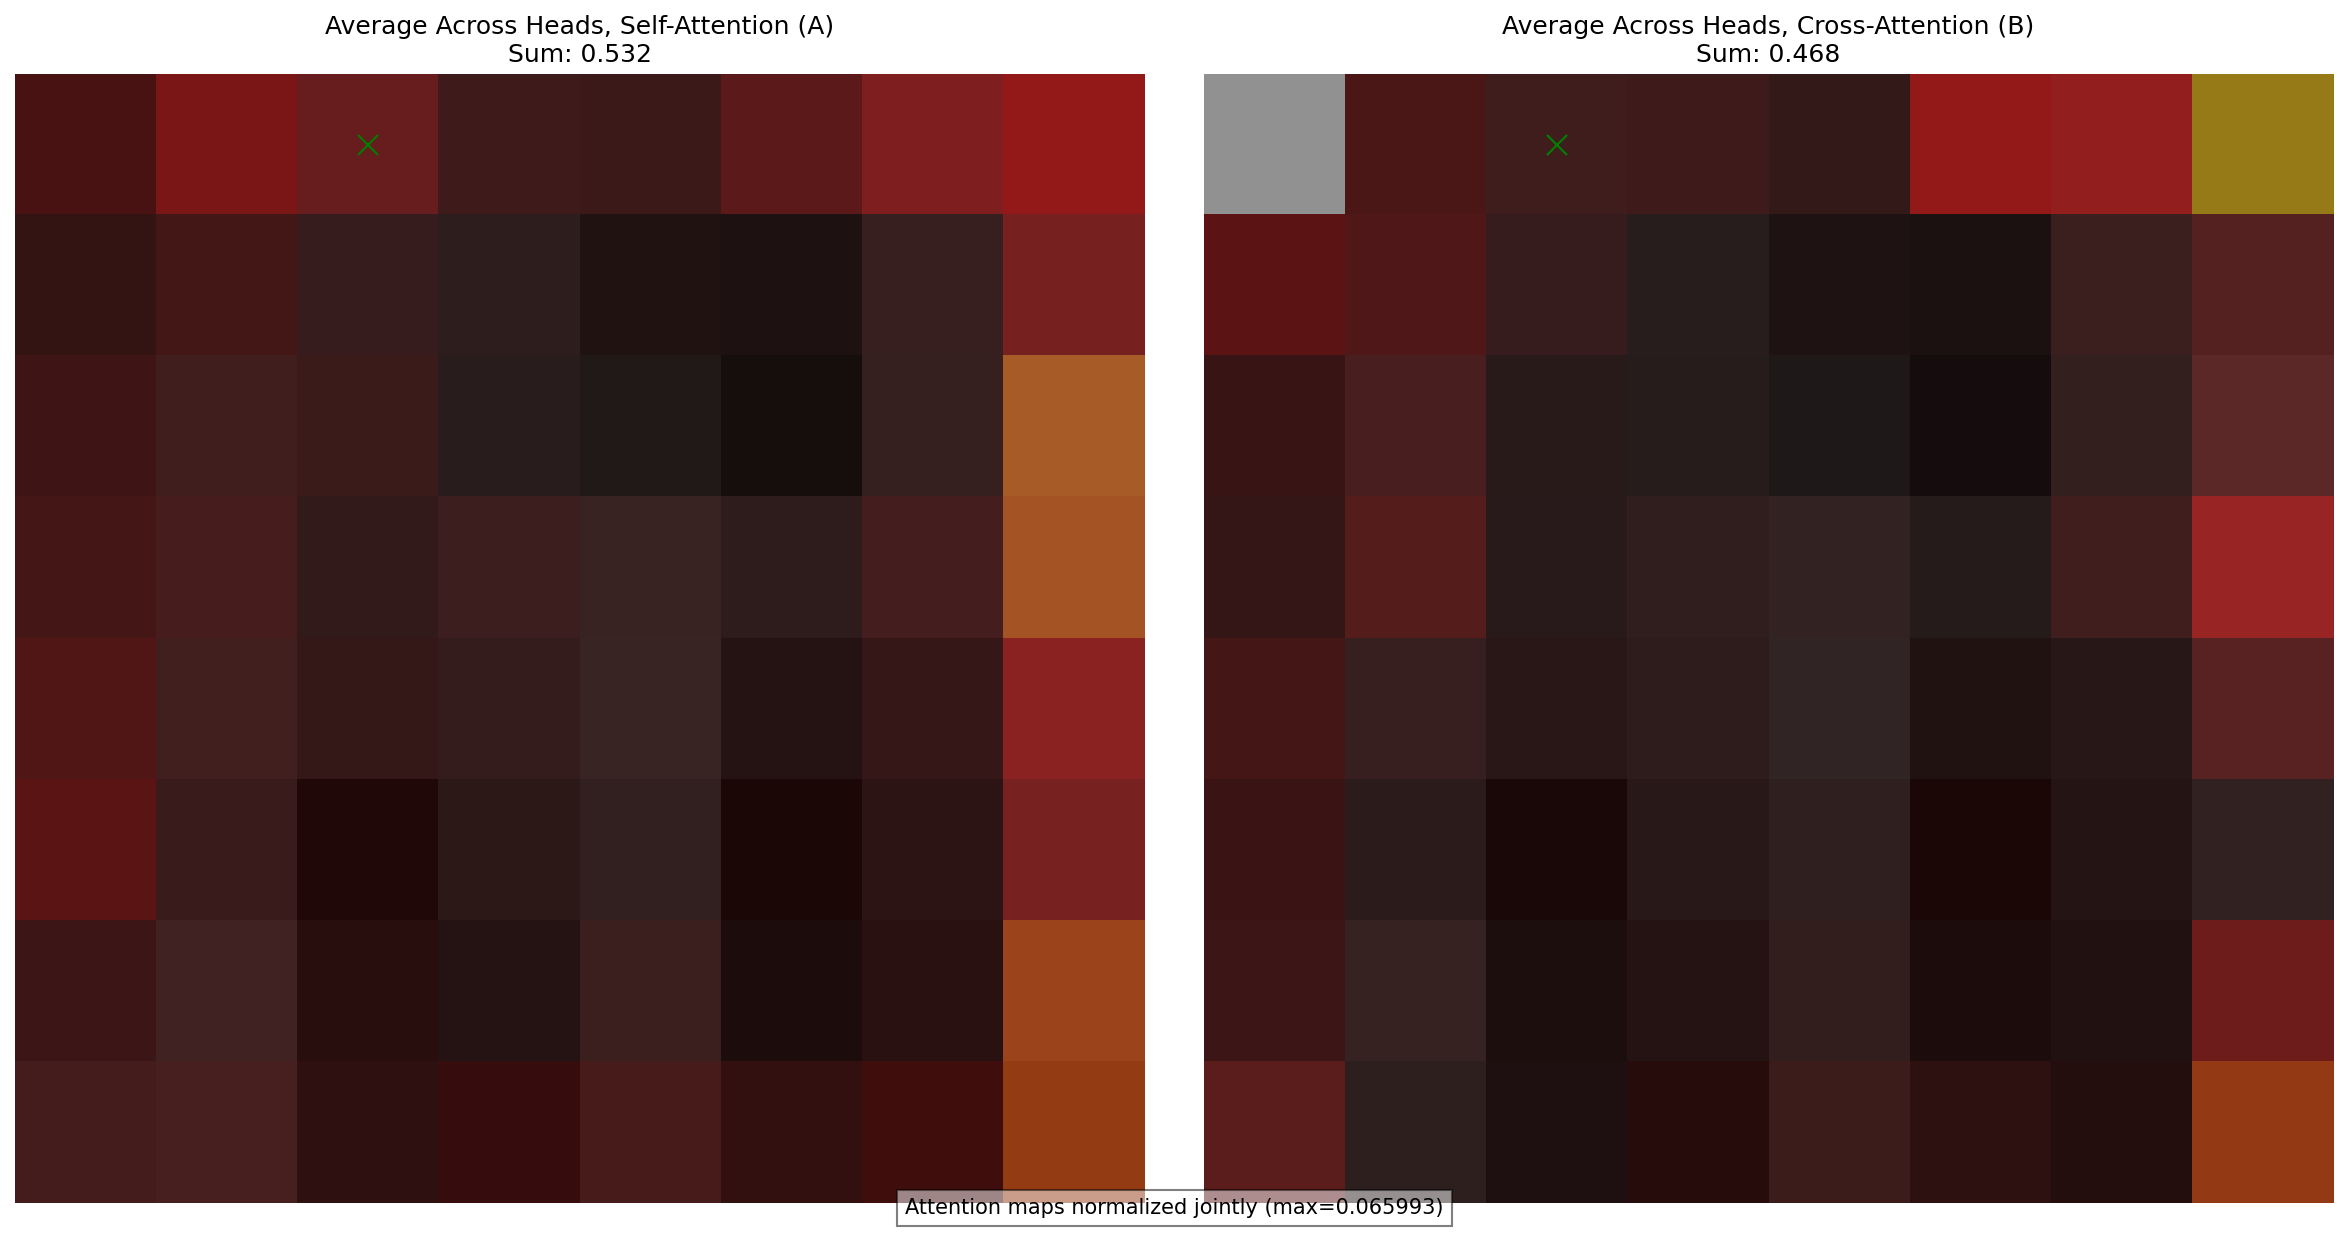 Average Across Heads, Self-Attention (A)
Sum: 0.532
Average Across Heads, Cross-Attention (B)
Sum: 0.468
Attention maps normalized jointly (max=0.065993)